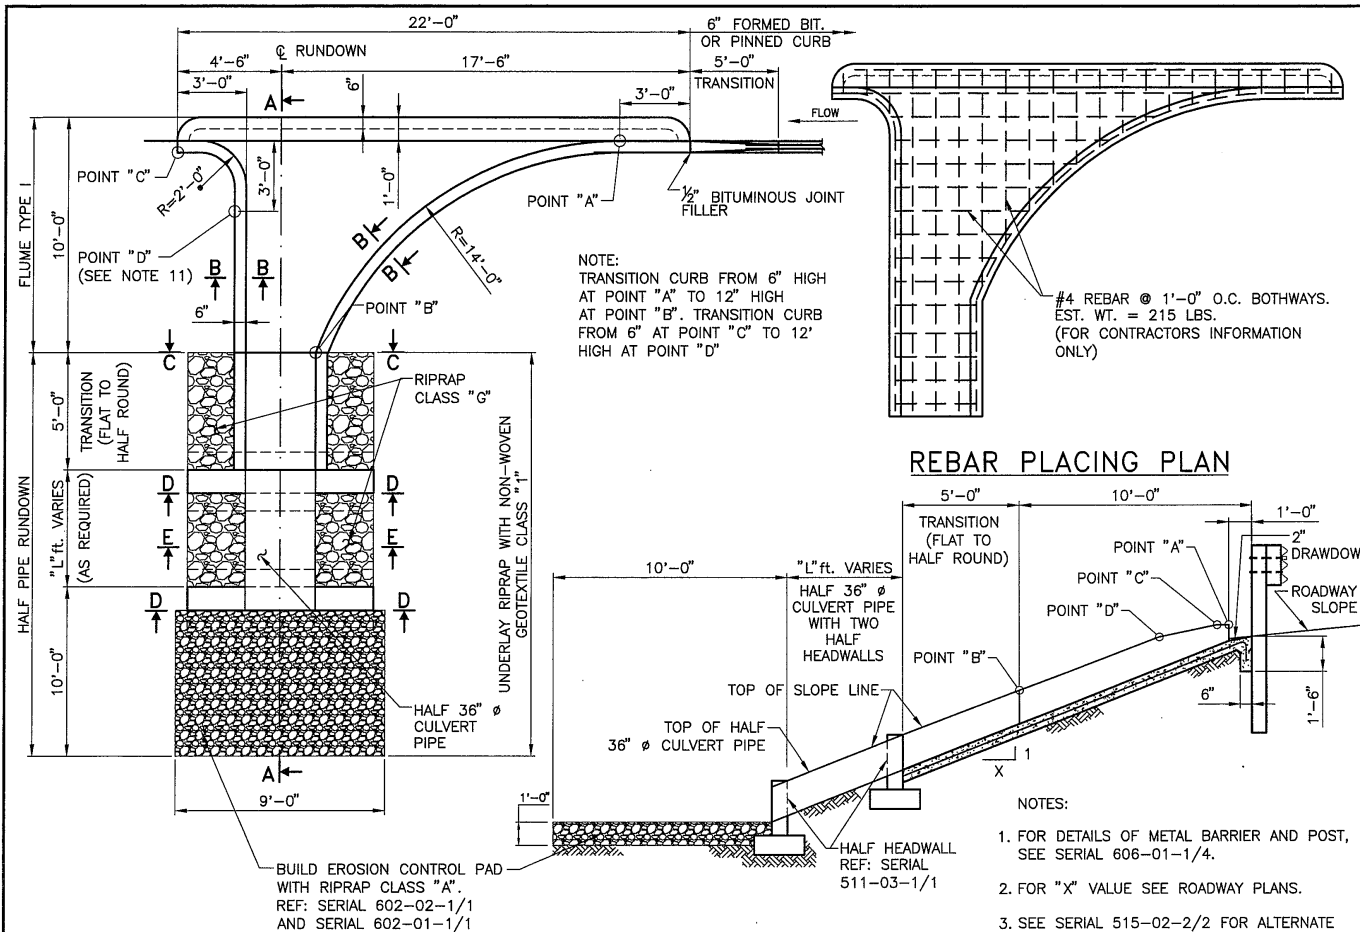 22'-0"
6" FORMED BIT.
OR PINNED CURB
℄ RUNDOWN
4'-6"
17'-6"
5'-0"
TRANSITION
3'-0"
A
6"
3'-0"
FLOW
POINT "C"
R=2'-0"
3'-0"
1'-0"
POINT "A"
½" BITUMINOUS JOINT
FILLER
FLUME TYPE I
10'-0"
POINT "D"
(SEE NOTE 11)
B
B
B
B
R=14'-0"
6"
POINT "B"
NOTE:
TRANSITION CURB FROM 6" HIGH
AT POINT "A" TO 12" HIGH
AT POINT "B". TRANSITION CURB
FROM 6" AT POINT "C" TO 12'
HIGH AT POINT "D"
#4 REBAR @ 1'-0" O.C. BOTHWAYS.
EST. WT. = 215 LBS.
(FOR CONTRACTORS INFORMATION
ONLY)
REBAR PLACING PLAN
C
C
RIPRAP
CLASS "G"
HALF PIPE RUNDOWN
5'-0"
TRANSITION
(FLAT TO
HALF ROUND)
"L" ft. VARIES
(AS REQUIRED)
10'-0"
D
D
E
E
D
D
UNDERLAY RIPRAP WITH NON-WOVEN
GEOTEXTILE CLASS "1"
HALF 36" ø
CULVERT
PIPE
A
9'-0"
BUILD EROSION CONTROL PAD
WITH RIPRAP CLASS "A".
REF: SERIAL 602-02-1/1
AND SERIAL 602-01-1/1
5'-0"
10'-0"
TRANSITION
(FLAT TO
HALF ROUND)
1'-0"
2"
DRAWDOW
POINT "A"
POINT "C"
POINT "D"
ROADWAY
SLOPE
10'-0"
"L" ft. VARIES
HALF 36" ø
CULVERT PIPE
WITH TWO
HALF
HEADWALLS
POINT "B"
TOP OF SLOPE LINE
TOP OF HALF
36" ø CULVERT PIPE
6"
1'-6"
1
X
1'-0"
HALF HEADWALL
REF: SERIAL
511-03-1/1
NOTES:
1. FOR DETAILS OF METAL BARRIER AND POST,
SEE SERIAL 606-01-1/4.
2. FOR "X" VALUE SEE ROADWAY PLANS.
3. SEE SERIAL 515-02-2/2 FOR ALTERNATE